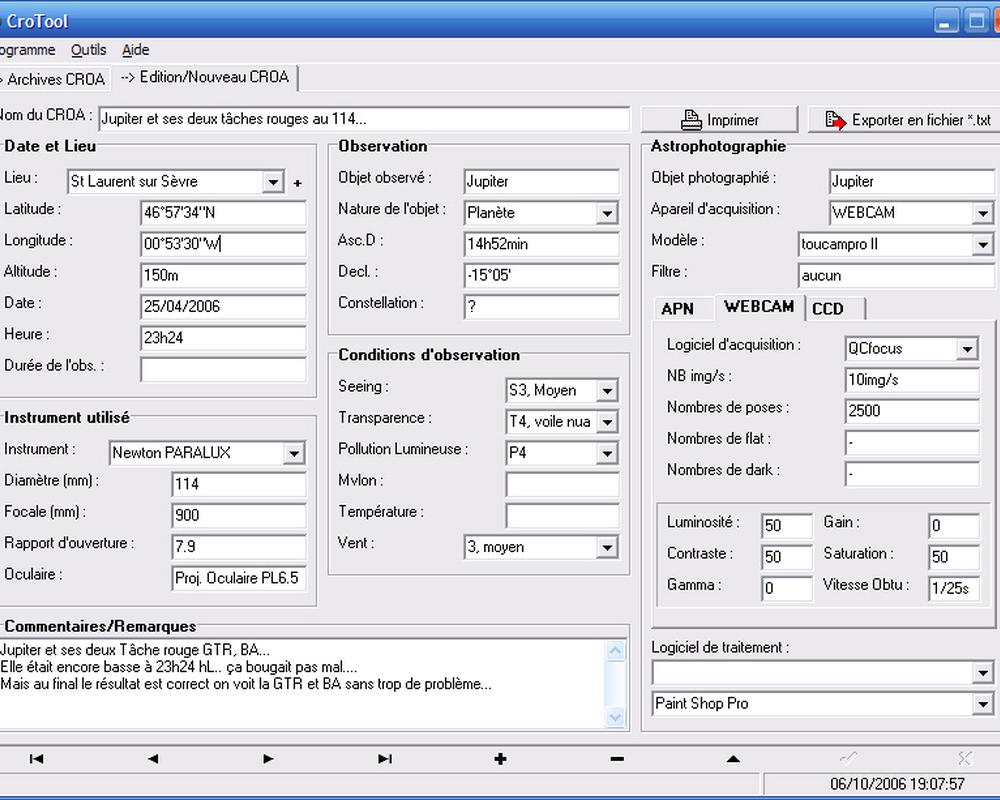 CroTool
ogramme Outils Aide
> Archives CROA --> Edition/Nouveau CROA
Nom du CROA : Jupiter et ses deux tâches rouges au 114... Imprimer Exporter en fichier *.txt
Date et Lieu
Lieu : St Laurent sur Sèvre +
Latitude : 46°57'34''N
Longitude : 00°53'30''W
Altitude : 150m
Date : 25/04/2006
Heure : 23h24
Durée de l'obs. :
Instrument utilisé
Instrument : Newton PARALUX
Diamètre (mm) : 114
Focale (mm) : 900
Rapport d'ouverture : 7.9
Oculaire : Proj. Oculaire PL6.5
Observation
Objet observé : Jupiter
Nature de l'objet : Planète
Asc.D : 14h52min
Decl. : -15°05'
Constellation : ?
Conditions d'observation
Seeing : S3, Moyen
Transparence : T4, voile nua
Pollution Lumineuse : P4
Mvlon :
Température :
Vent : 3, moyen
Astrophotographie
Objet photographié : Jupiter
Apareil d'acquisition : WEBCAM
Modèle : toucampro II
Filtre : aucun
APN WEBCAM CCD
Logiciel d'acquisition : QCfocus
NB img/s : 10img/s
Nombres de poses : 2500
Nombres de flat : -
Nombres de dark : -
Luminosité : 50 Gain : 0
Contraste : 50 Saturation : 50
Gamma : 0 Vitesse Obtu : 1/25s
Logiciel de traitement :
Paint Shop Pro
Commentaires/Remarques
Jupiter et ses deux Tâche rouge GTR, BA...
Elle était encore basse à 23h24 hL.. ça bougait pas mal....
Mais au final le résultat est correct on voit la GTR et BA sans trop de problème...
06/10/2006 19:07:57